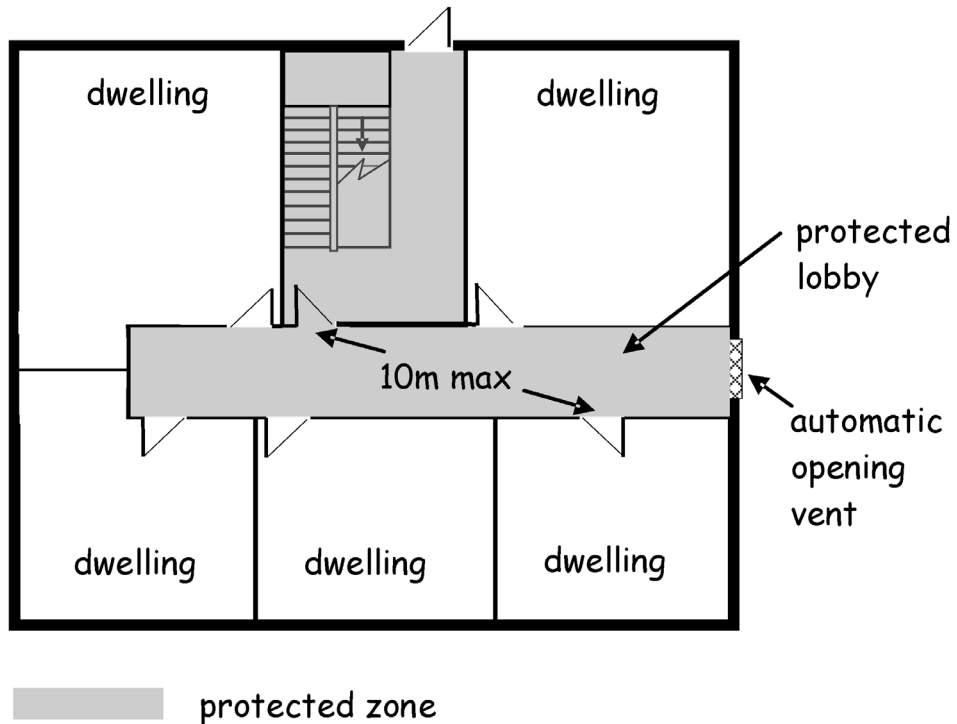 dwelling
dwelling
protected
lobby
10m max
automatic
opening
vent
dwelling
dwelling
dwelling
protected zone